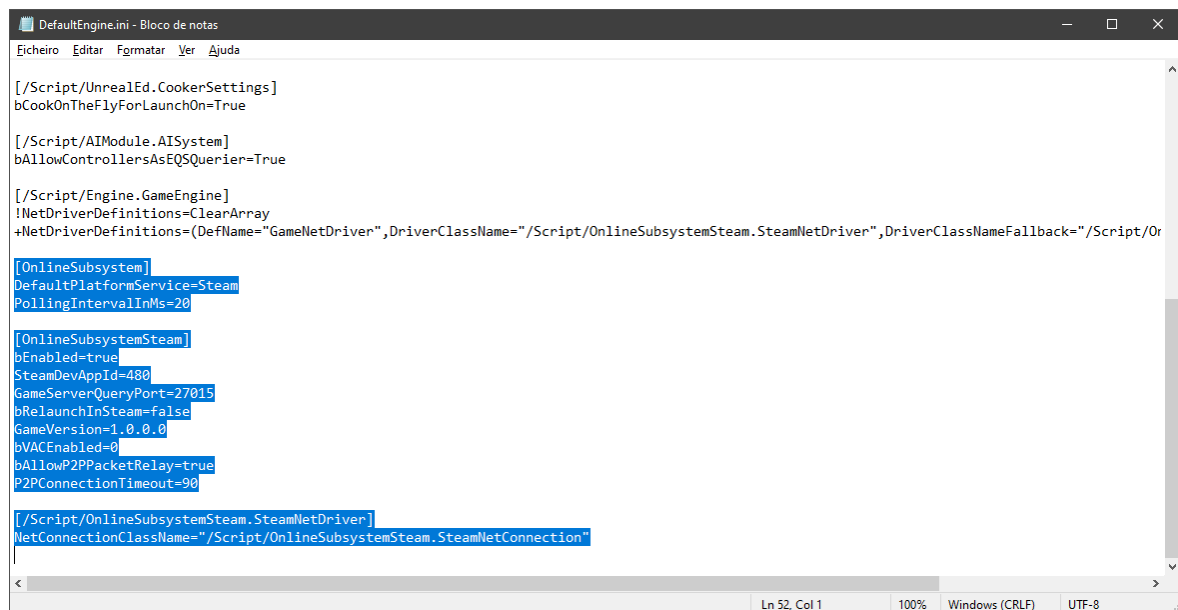 DefaultEngine.ini - Bloco de notas
Ficheiro Editar Formatar Ver Ajuda
[/Script/UnrealEd.CookerSettings]
bCookOnTheFlyForLaunchOn=True
[/Script/AIModule.AISystem]
bAllowControllersAsEQSQuerier=True
[/Script/Engine.GameEngine]
!NetDriverDefinitions=ClearArray
+NetDriverDefinitions=(DefName="GameNetDriver",DriverClassName="/Script/OnlineSubsystemSteam.SteamNetDriver",DriverClassNameFallback="/Script/On
[OnlineSubsystem]
DefaultPlatformService=Steam
PollingIntervalInMs=20
[OnlineSubsystemSteam]
bEnabled=true
SteamDevAppId=480
GameServerQueryPort=27015
bRelaunchInSteam=false
GameVersion=1.0.0.0
bVACEnabled=0
bAllowP2PPacketRelay=true
P2PConnectionTimeout=90
[/Script/OnlineSubsystemSteam.SteamNetDriver]
NetConnectionClassName="/Script/OnlineSubsystemSteam.SteamNetConnection"
Ln 52, Col 1 100% Windows (CRLF) UTF-8